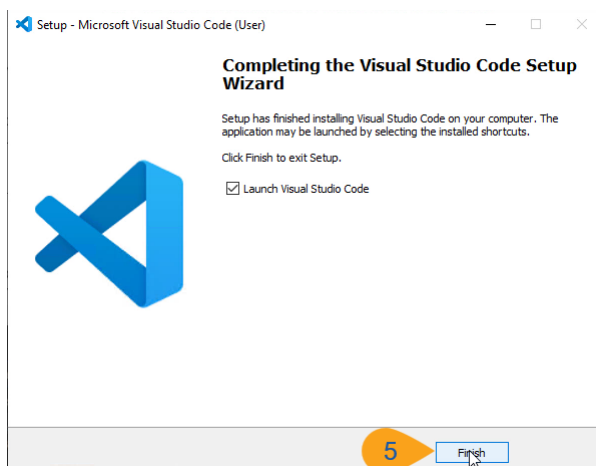 Setup - Microsoft Visual Studio Code (User)
Completing the Visual Studio Code Setup
Wizard
Setup has finished installing Visual Studio Code on your computer. The
application may be launched by selecting the installed shortcuts.
Click Finish to exit Setup.
Launch Visual Studio Code
5
Finish